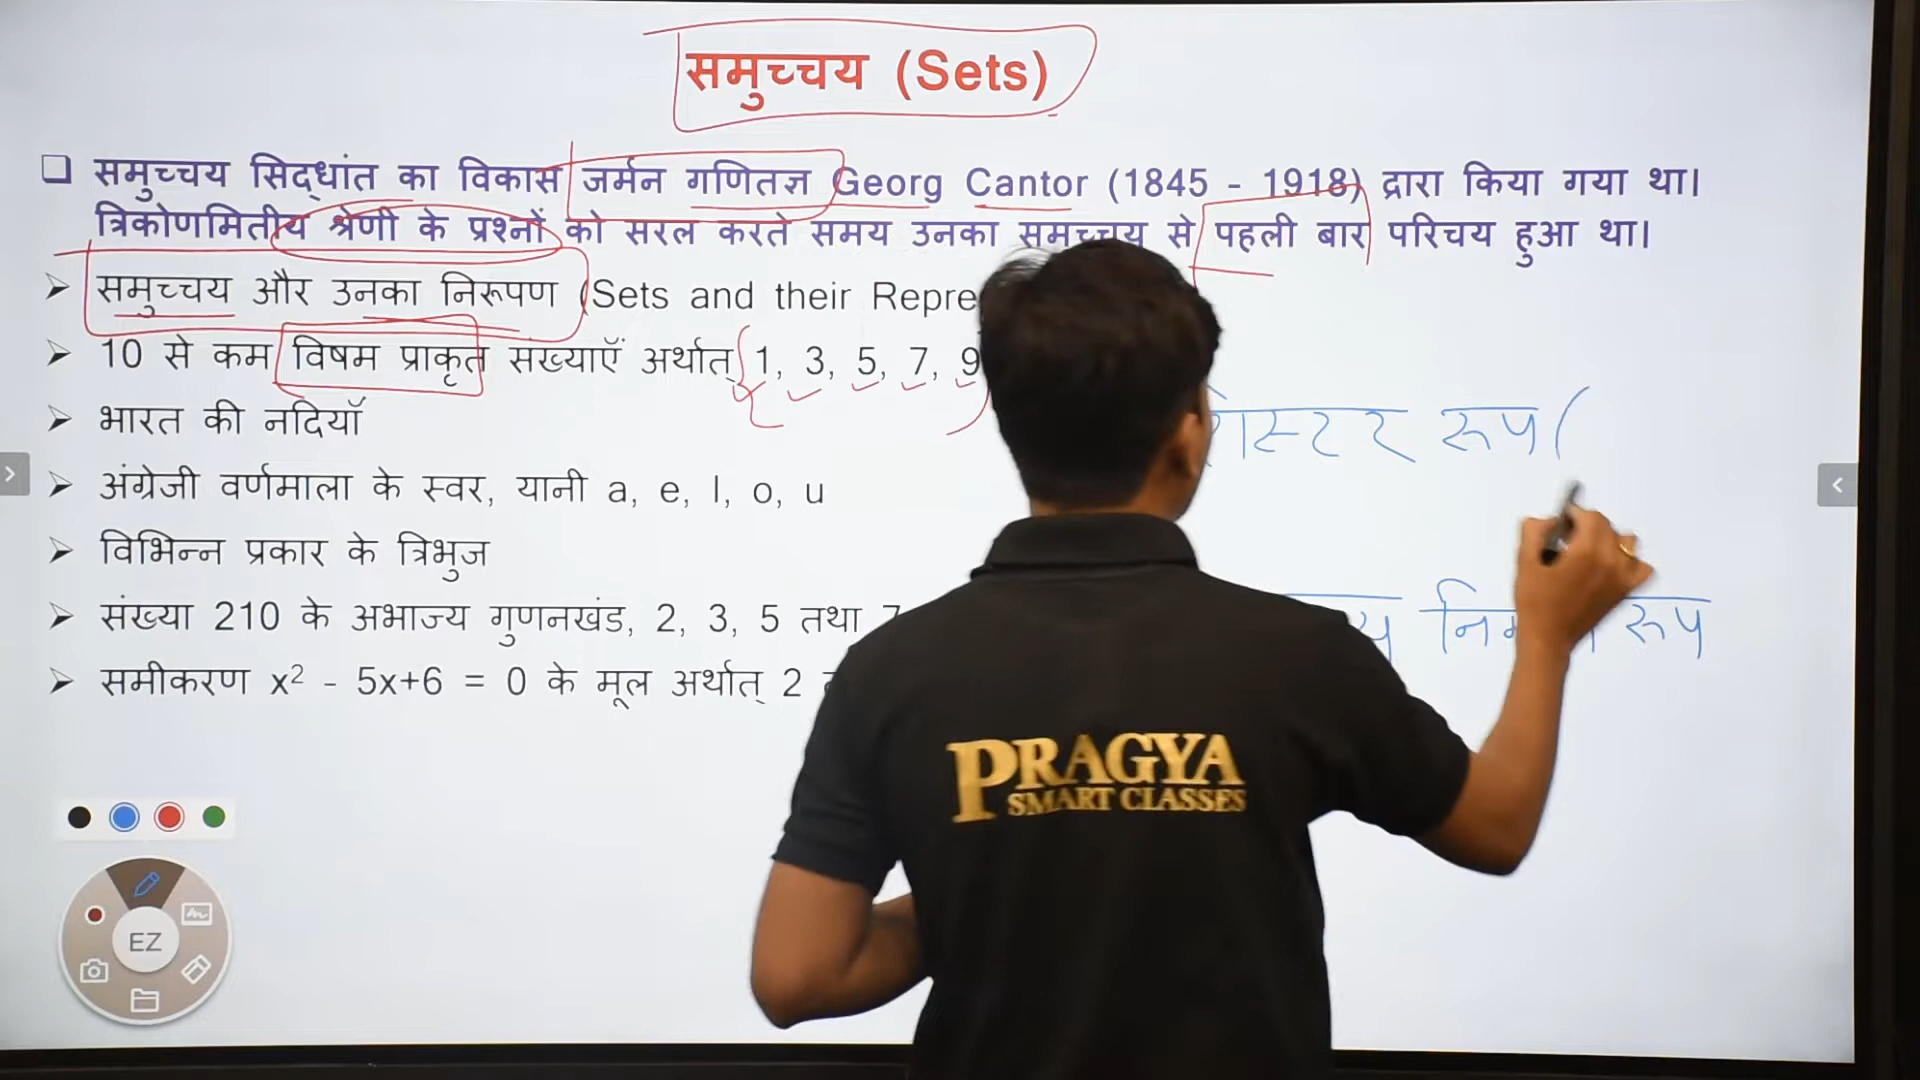 समुच्चय (Sets)
समुच्चय सिद्धांत का विकास जर्मन गणितज्ञ Georg Cantor (1845 - 1918) द्रारा किया गया था।
त्रिकोणमितीय श्रेणी के प्रश्नों को सरल करते समय उनका समुच्चय से पहली बार परिचय हुआ था।
समुच्चय और उनका निरूपण (Sets and their
10 से कम विषम प्राकृत संख्याऍं अर्थात् 1, 3, 5, 7, 9
भारत की नदियॉं
अंग्रेजी वर्णमाला के स्वर, यानी a, e, I, o, u
विभिन्न प्रकार के त्रिभुज
संख्या 210 के अभाज्य गुणनखंड, 2, 3, 5 तथा 7
समीकरण x² - 5x+6 = 0 के मूल अर्थात् 2
रूप (
रूप
PRAGYA
SMART CLASSES
EZ